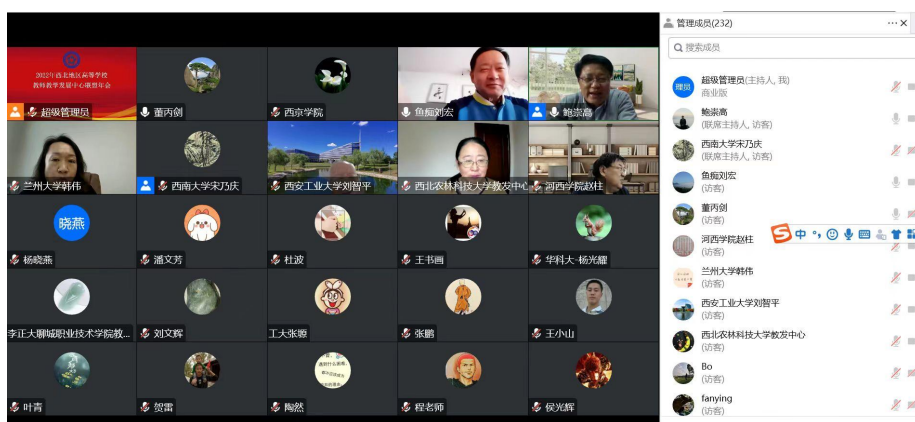 管理成员(232)
搜索成员
2022年西北地区高等学校
教师教学发展中心联盟年会
超级管理员
董丙剑
西京学院
鱼痴刘宏
鲍崇高
兰州大学韩伟
西南大学宋乃庆
西安工业大学刘智平
西北农林科技大学教发中心
河西学院赵柱
晓燕
杨晓燕
潘文芳
杜波
王书画
华科大-杨光耀
李正大聊城职业技术学院教...
刘文辉
工大张颖
张鹏
王小山
叶青
贺雷
陶然
程老师
侯光辉
理员
超级管理员(主持人, 我)
商业版
鲍崇高
(联席主持人, 访客)
西南大学宋乃庆
(联席主持人, 访客)
鱼痴刘宏
(访客)
董丙剑
(访客)
河西学院赵柱
(访客)
中
兰州大学韩伟
(访客)
西安工业大学刘智平
(访客)
西北农林科技大学教发中心
(访客)
Bo
(访客)
fanying
(访客)